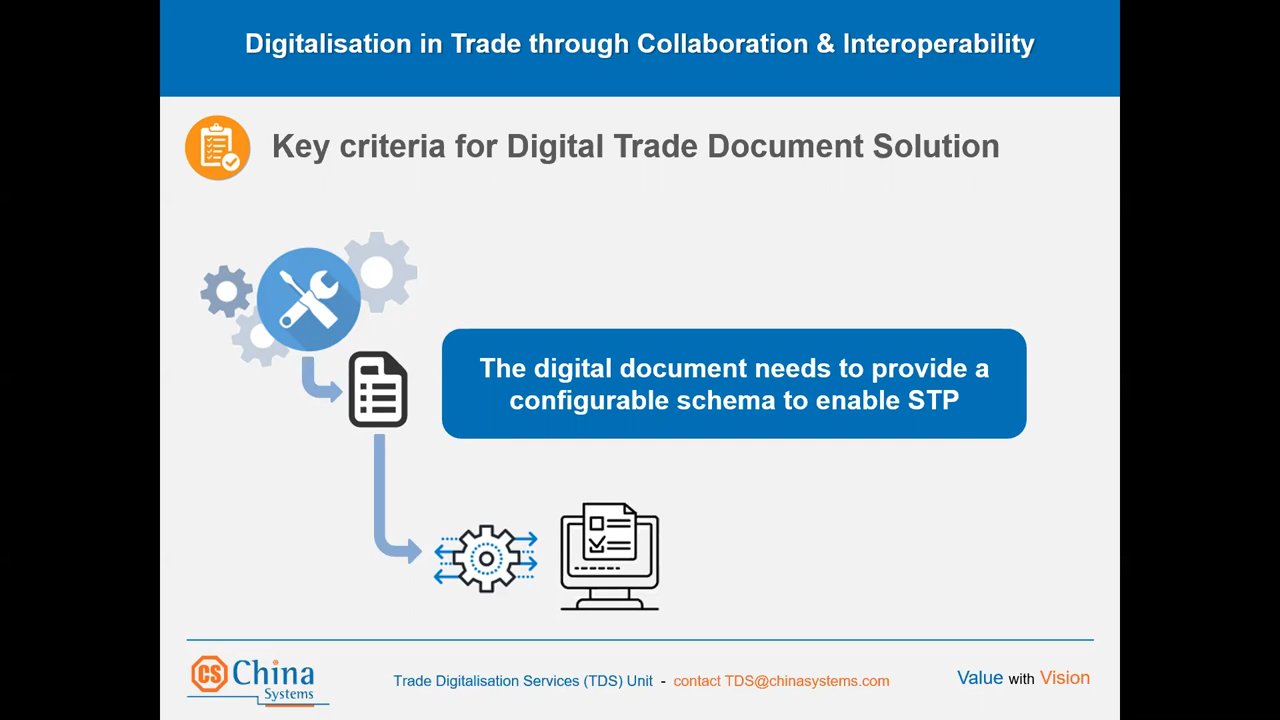 Digitalisation in Trade through Collaboration & Interoperability
Key criteria for Digital Trade Document Solution
The digital document needs to provide a
configurable schema to enable STP
CS China
Systems
Trade Digitalisation Services (TDS) Unit - contact TDS@chinasystems.com
Value with Vision